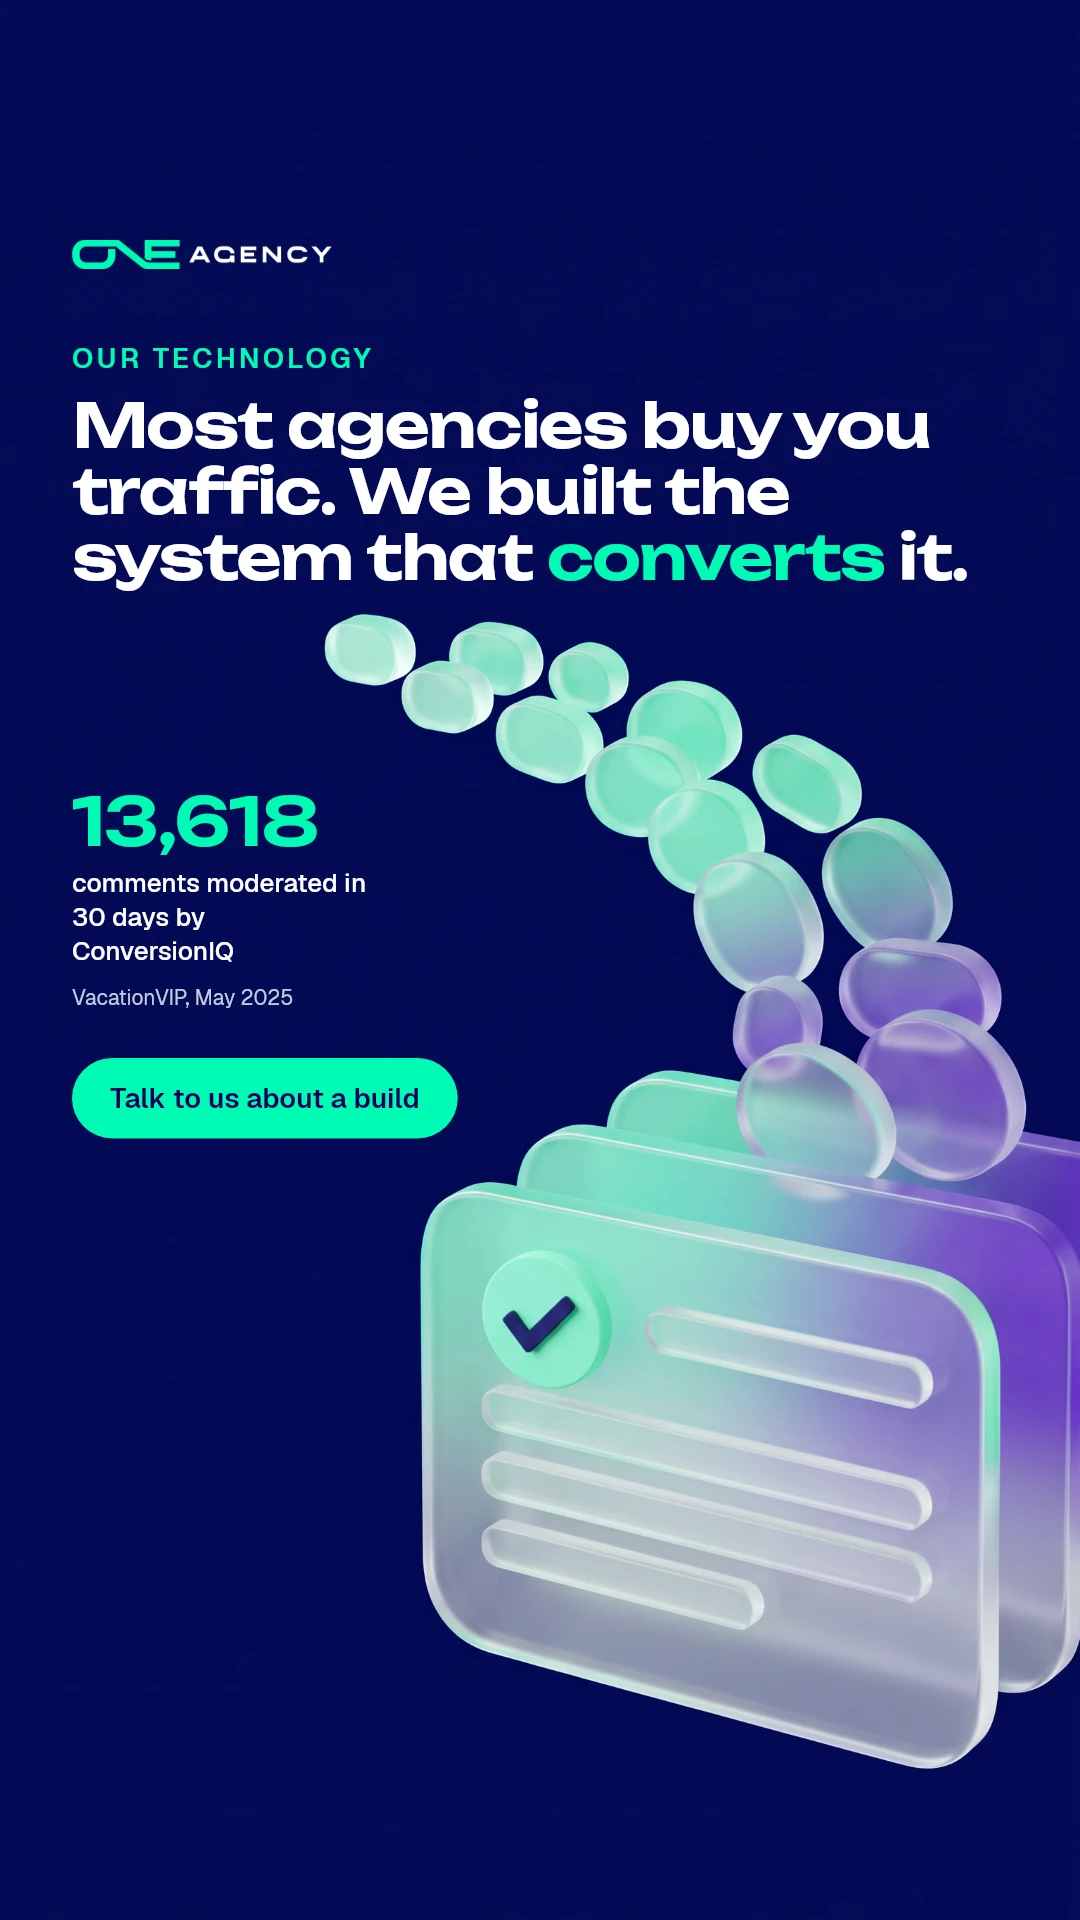 ONE AGENCY
OUR TECHNOLOGY
Most agencies buy you
traffic. We built the
system that converts it.
13,618
comments moderated in
30 days by
ConversionIQ
VacationVIP, May 2025
Talk to us about a build